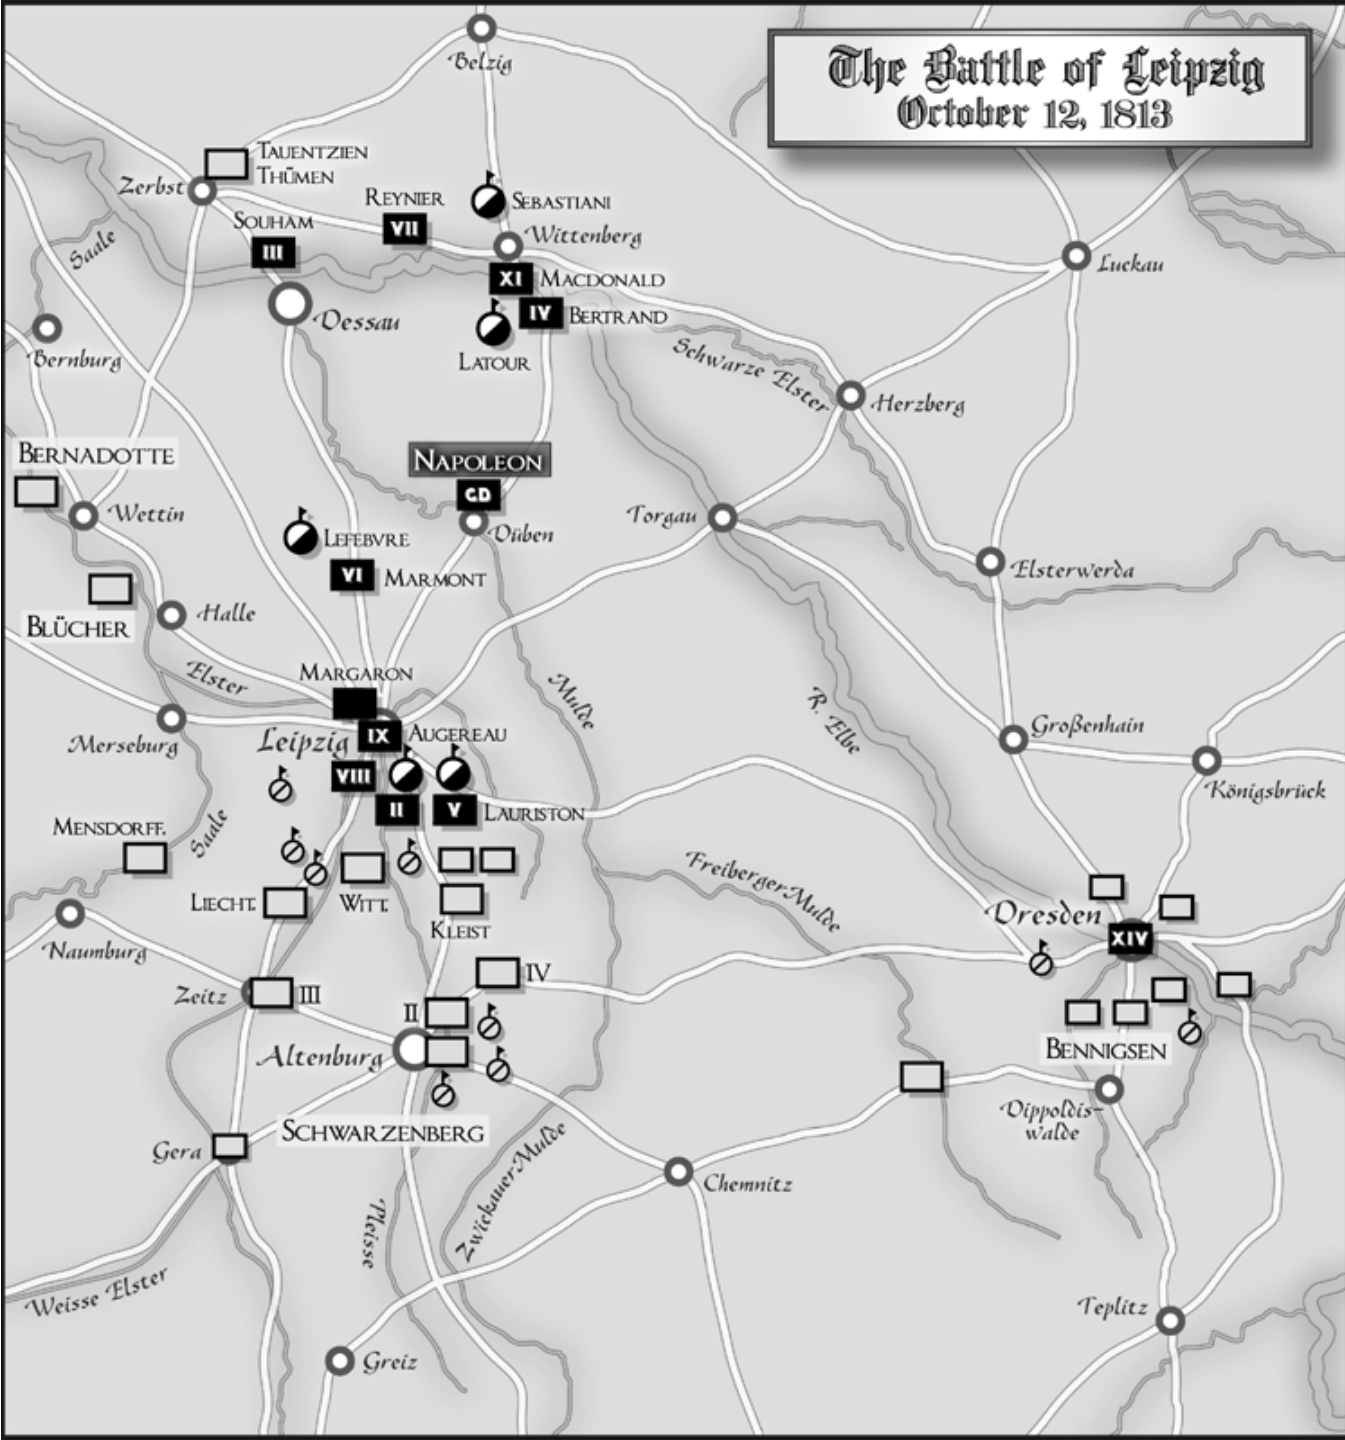 The Battle of Leipzig
October 12, 1813
Belzig
TAUENTZIEN
THÜMEN
Zerbst
REYNIER
VII
SEBASTIANI
SOUHAM
III
Wittenberg
Saale
XI
MACDONALD
Luckau
Dessau
IV
BERTRAND
LATOUR
Bernburg
Schwarze Elster
Herzberg
BERNADOTTE
NAPOLEON
GD
Wettin
Torgau
Düben
LEFEBVRE
VI
MARMONT
Elsterwerda
Halle
BLÜCHER
MARGARON
Elster
Mulde
R. Elbe
Merseburg
Leipzig
IX
AUGEREAU
Großenhain
VIII
II
V
LAURISTON
Königsbrück
MENSDORFF.
Saale
Freiberger Mulde
LIECHT.
WITT.
KLEIST
Dresden
XIV
Naumburg
Zeitz
III
IV
II
Altenburg
BENNIGSEN
SCHWARZENBERG
Dippoldis-
walde
Gera
Zwickauer Mulde
Chemnitz
Pleisse
Weisse Elster
Teplitz
Greiz